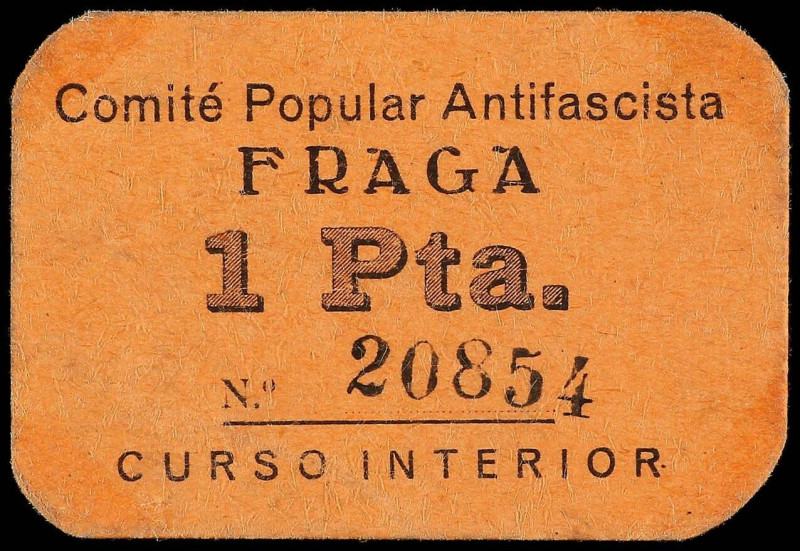 Comité Popular Antifascista
FRAGA
1 Pta.
N.º 20854
CURSO INTERIOR